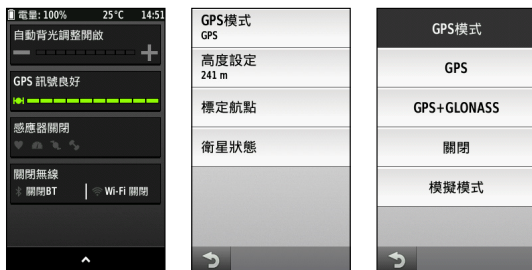 電量: 100% 25°C 14:51
自動背光調整開啟
GPS 訊號良好
感應器關閉
關閉無線
關閉BT Wi-Fi 關閉
GPS模式
GPS
高度設定
241 m
標定航點
衛星狀態
GPS模式
GPS
GPS+GLONASS
關閉
模擬模式